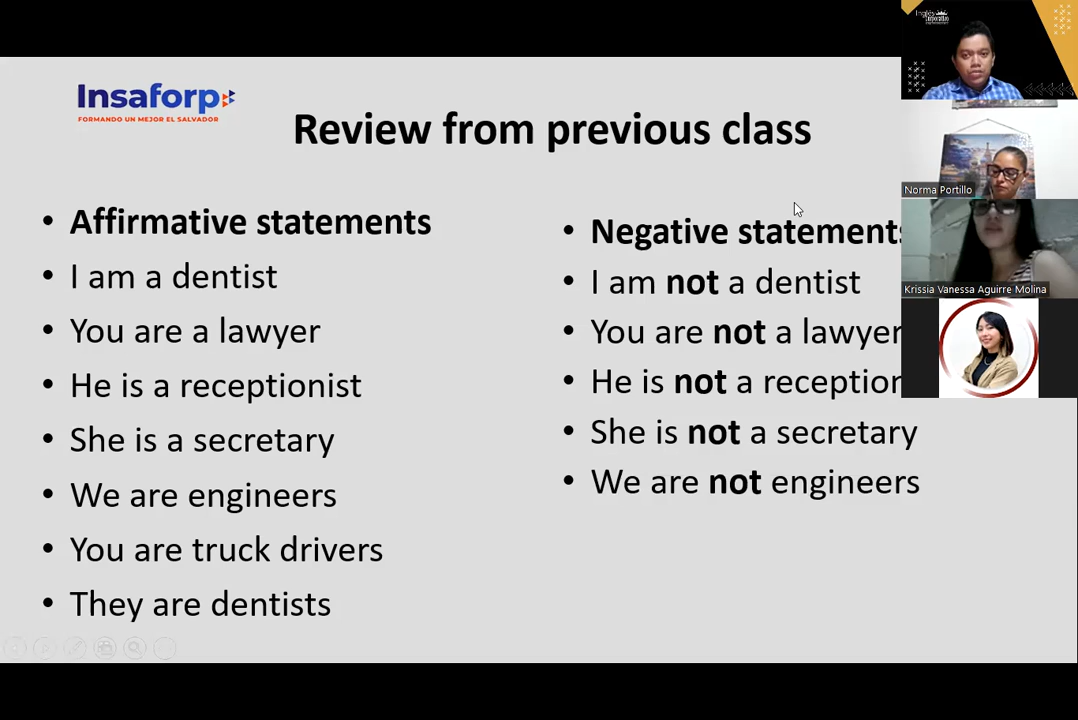 Insaforp
FORMANDO UN MEJOR EL SALVADOR
Review from previous class
• Affirmative statements
• I am a dentist
• You are a lawyer
• He is a receptionist
• She is a secretary
• We are engineers
• You are truck drivers
• They are dentists
• Negative statements
• I am not a dentist
• You are not a lawyer
• He is not a reception
• She is not a secretary
• We are not engineers
Inglés
Corporativo
Norma Portillo
Krissia Vanessa Aguirre Molina